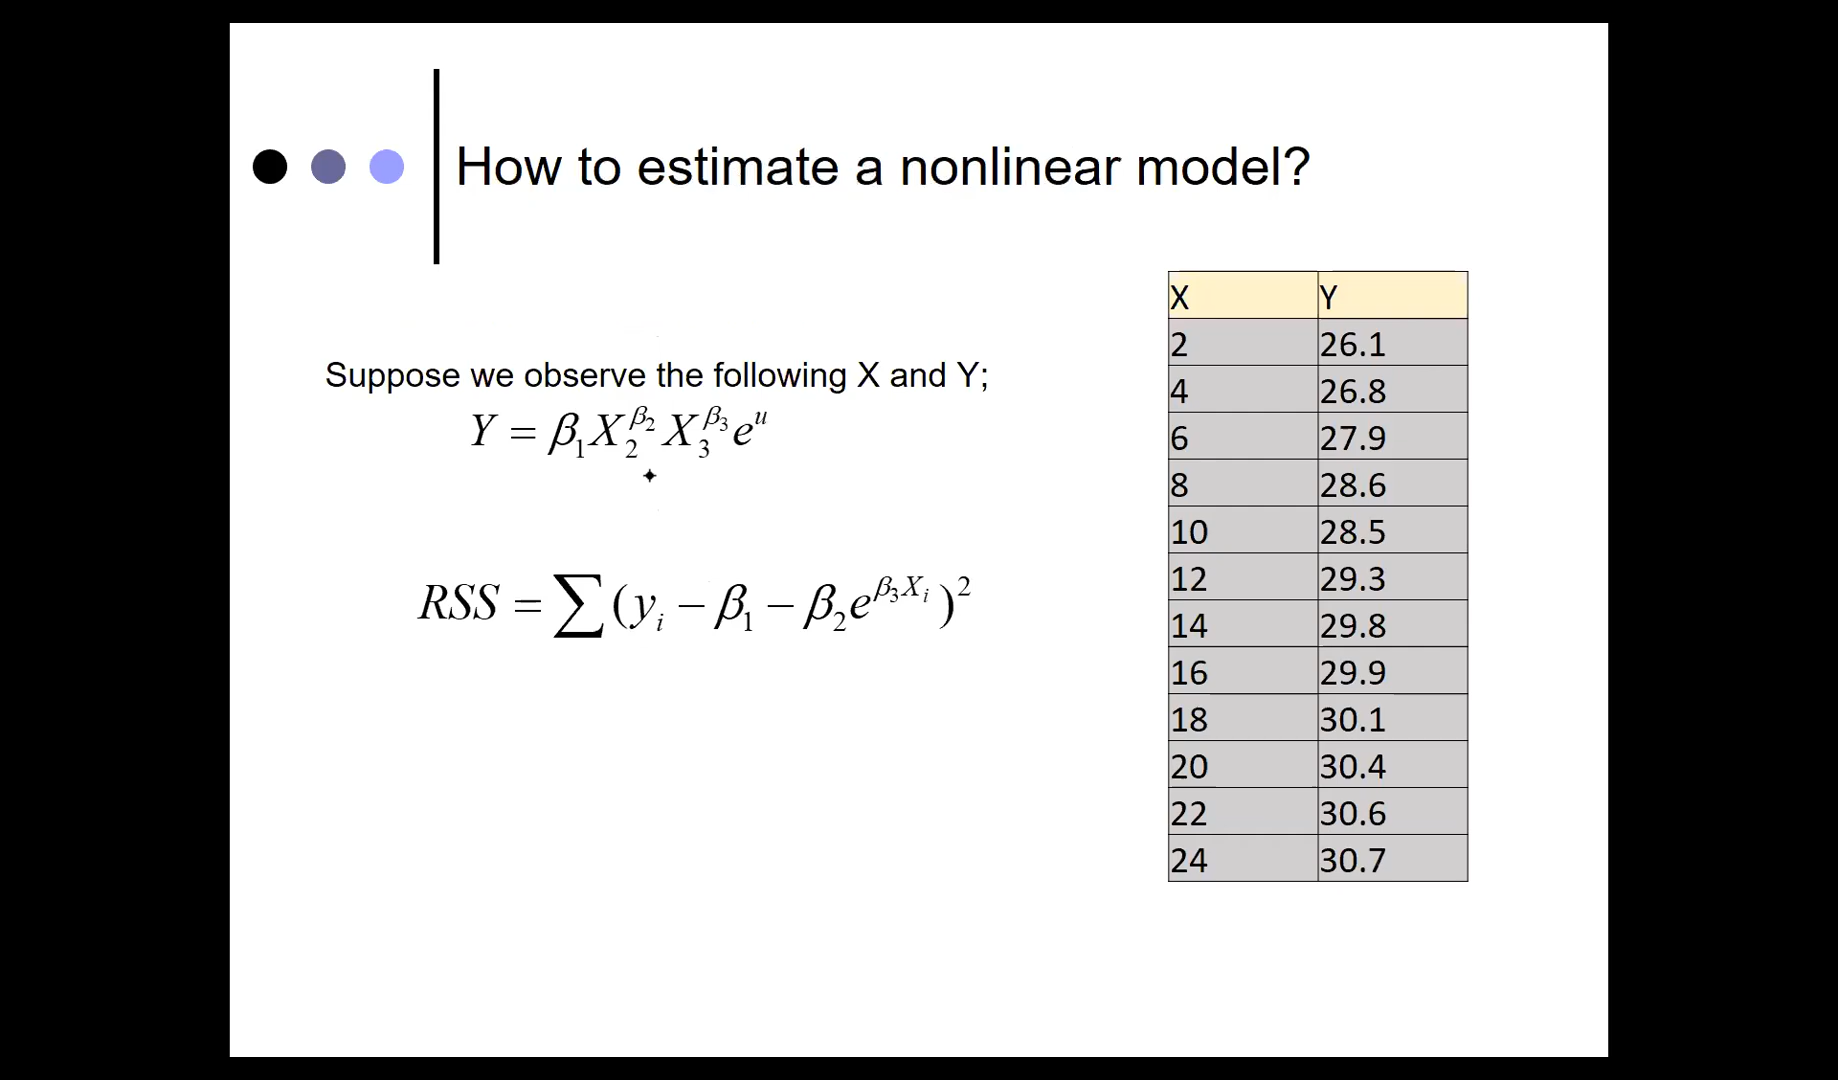 How to estimate a nonlinear model?
Suppose we observe the following X and Y;
Y = β₁X₂^β₂ X₃^β₃ e^u
RSS = ∑(yᵢ − β₁ − β₂e^β₃Xᵢ)²
X Y
2 26.1
4 26.8
6 27.9
8 28.6
10 28.5
12 29.3
14 29.8
16 29.9
18 30.1
20 30.4
22 30.6
24 30.7